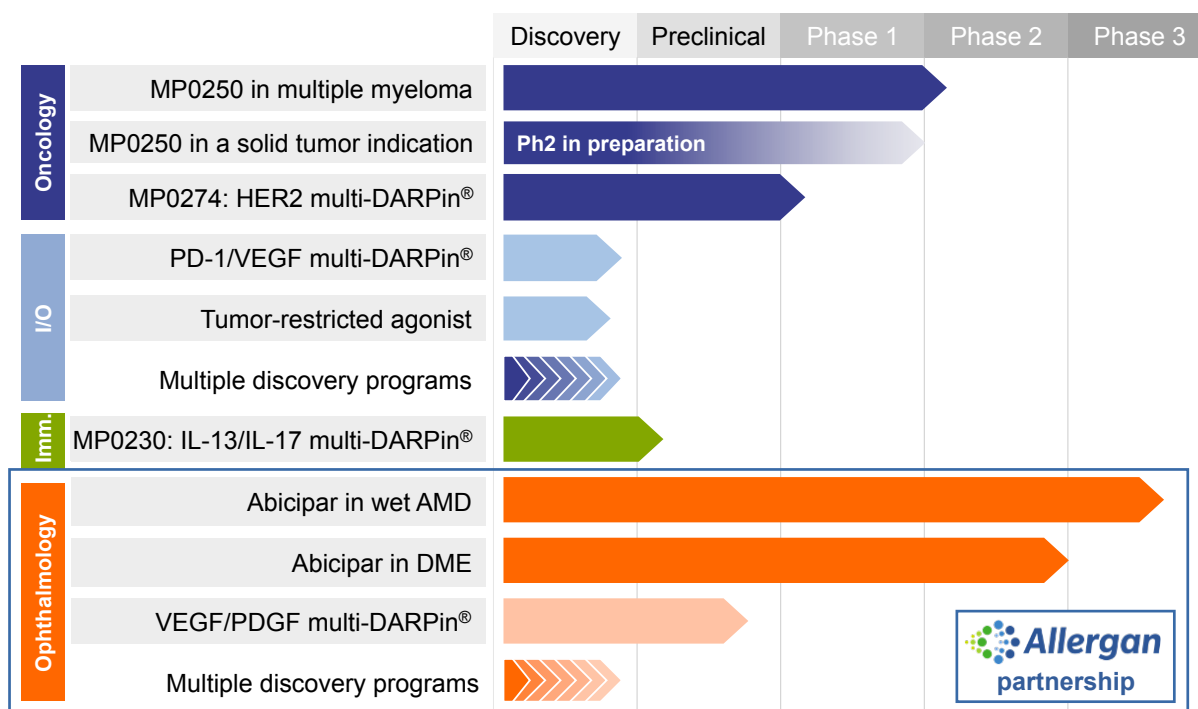 Discovery Preclinical Phase 1 Phase 2 Phase 3
Oncology
MP0250 in multiple myeloma
MP0250 in a solid tumor indication
Ph2 in preparation
MP0274: HER2 multi-DARPin®
I/O
PD-1/VEGF multi-DARPin®
Tumor-restricted agonist
Multiple discovery programs
Imm.
MP0230: IL-13/IL-17 multi-DARPin®
Ophthalmology
Abicipar in wet AMD
Abicipar in DME
VEGF/PDGF multi-DARPin®
Multiple discovery programs
Allergan
partnership